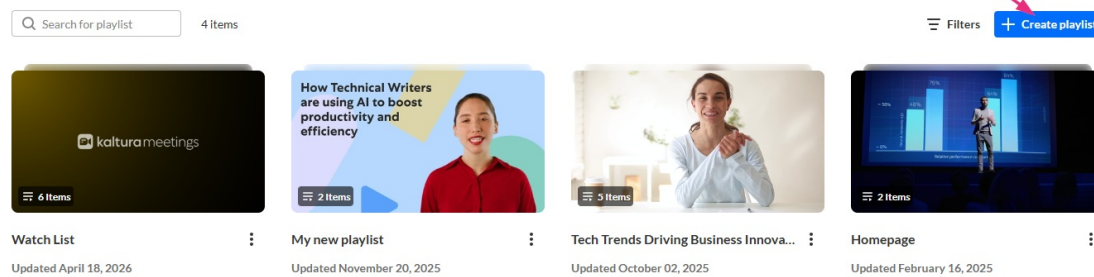 Search for playlist
4 items
Filters
+ Create playlist
kaltura meetings
6 Items
How Technical Writers
are using AI to boost
productivity and
efficiency
2 Items
5 Items
2 Items
Watch List
My new playlist
Tech Trends Driving Business Innova...
Homepage
Updated April 18, 2026
Updated November 20, 2025
Updated October 02, 2025
Updated February 16, 2025